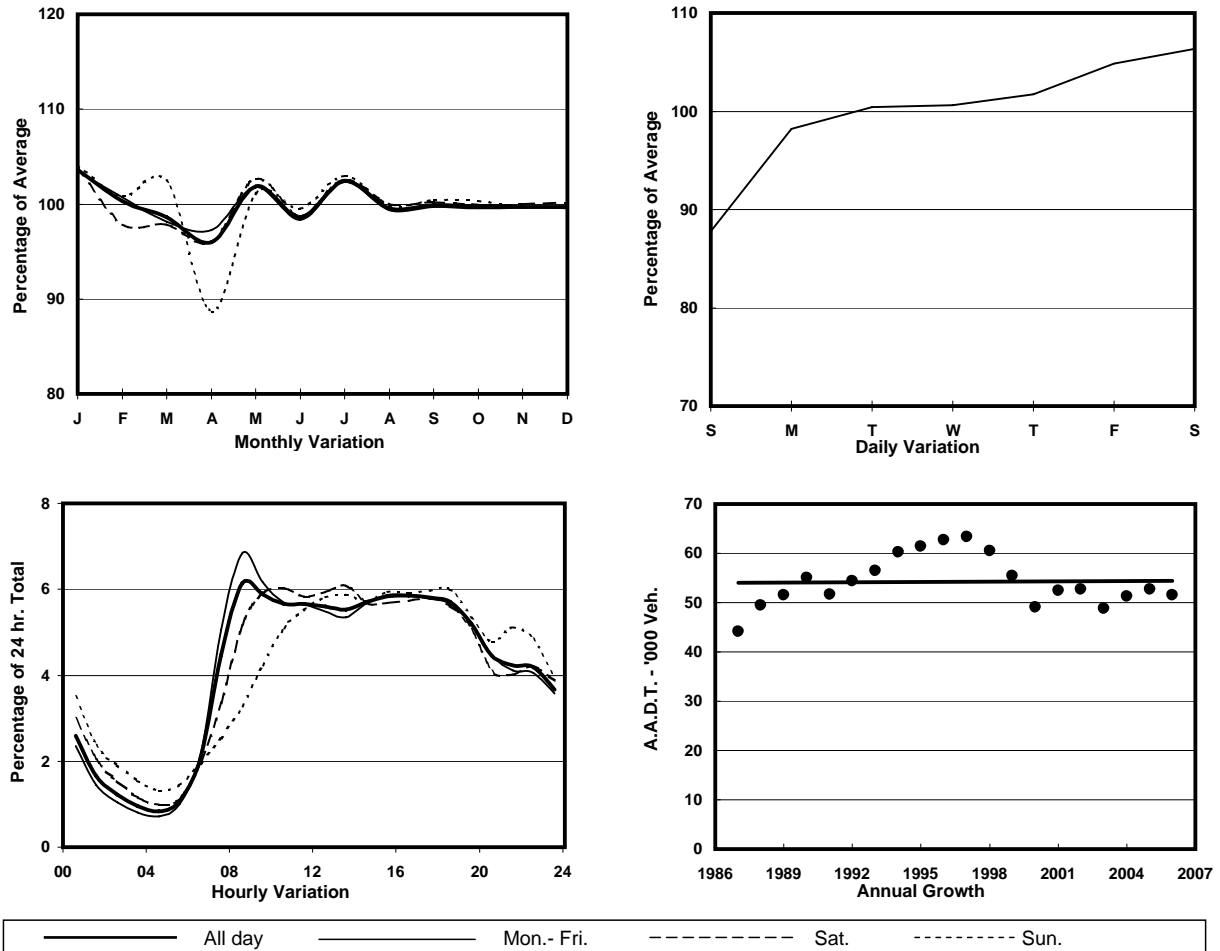 120
110
100
90
80
Percentage of Average
J F M A M J J A S O N D
Monthly Variation
110
100
90
80
70
Percentage of Average
S M T W T F S
Daily Variation
8
6
4
2
0
Percentage of 24 hr. Total
00 04 08 12 16 20 24
Hourly Variation
70
60
50
40
30
20
10
0
A.A.D.T. - '000 Veh.
1986 1989 1992 1995 1998 2001 2004 2007
Annual Growth
All day Mon.- Fri. Sat. Sun.